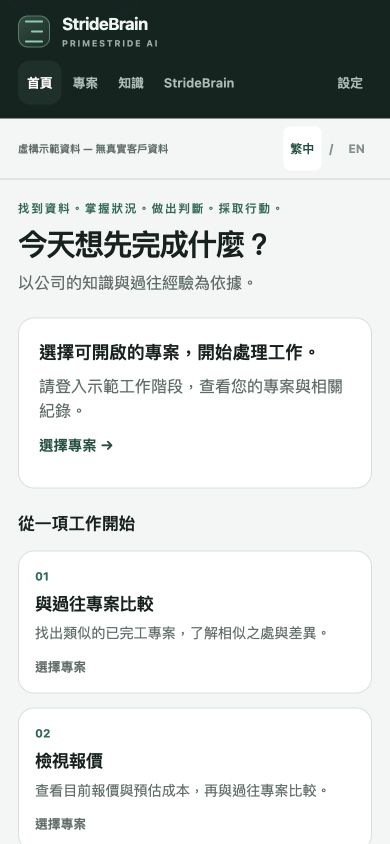 StrideBrain
PRIMESTRIDE AI
首頁 專案 知識 StrideBrain 設定
虛構示範資料 — 無真實客戶資料 繁中 / EN
找到資料。掌握狀況。做出判斷。採取行動。
今天想先完成什麼？
以公司的知識與過往經驗為依據。
選擇可開啟的專案，開始處理工作。
請登入示範工作階段，查看您的專案與相關
紀錄。
選擇專案 →
從一項工作開始
01
與過往專案比較
找出類似的已完工專案，了解相似之處與差異。
選擇專案
02
檢視報價
查看目前報價與預估成本，再與過往專案比較。
選擇專案